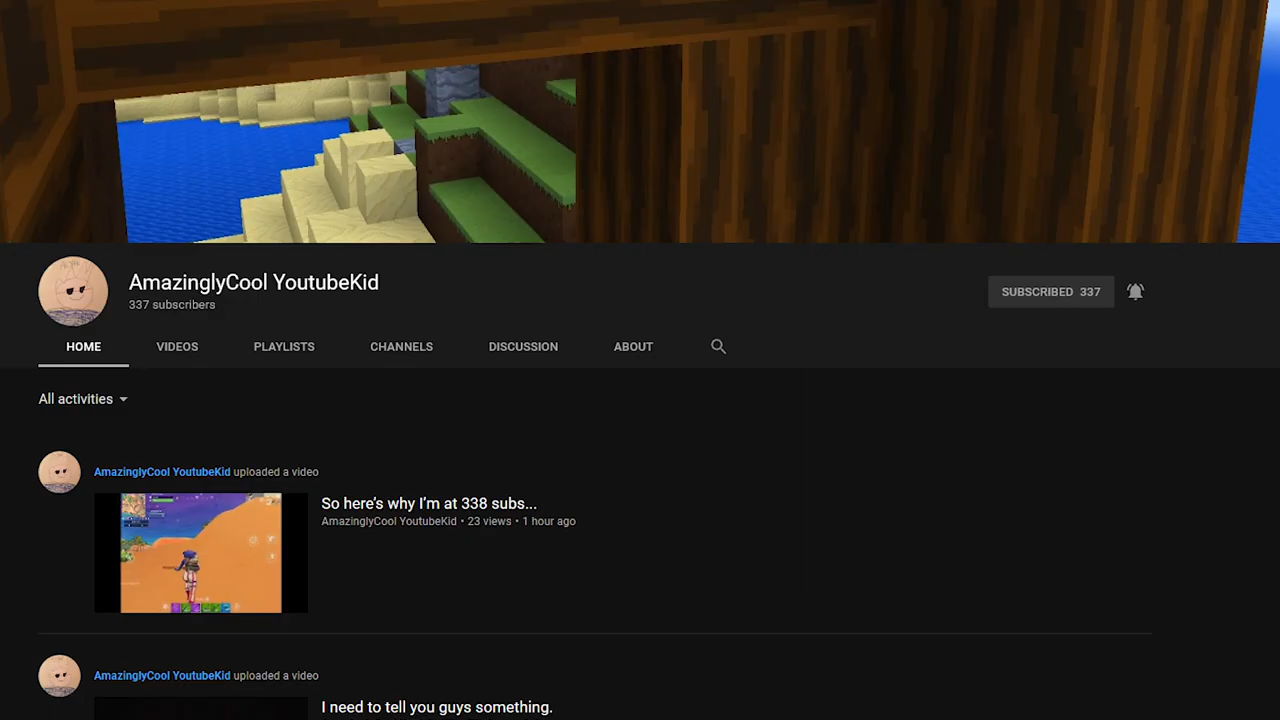 AmazinglyCool YoutubeKid
337 subscribers
SUBSCRIBED 337
HOME VIDEOS PLAYLISTS CHANNELS DISCUSSION ABOUT
All activities
AmazinglyCool YoutubeKid uploaded a video
So here’s why I’m at 338 subs...
AmazinglyCool YoutubeKid • 23 views • 1 hour ago
AmazinglyCool YoutubeKid uploaded a video
I need to tell you guys something.